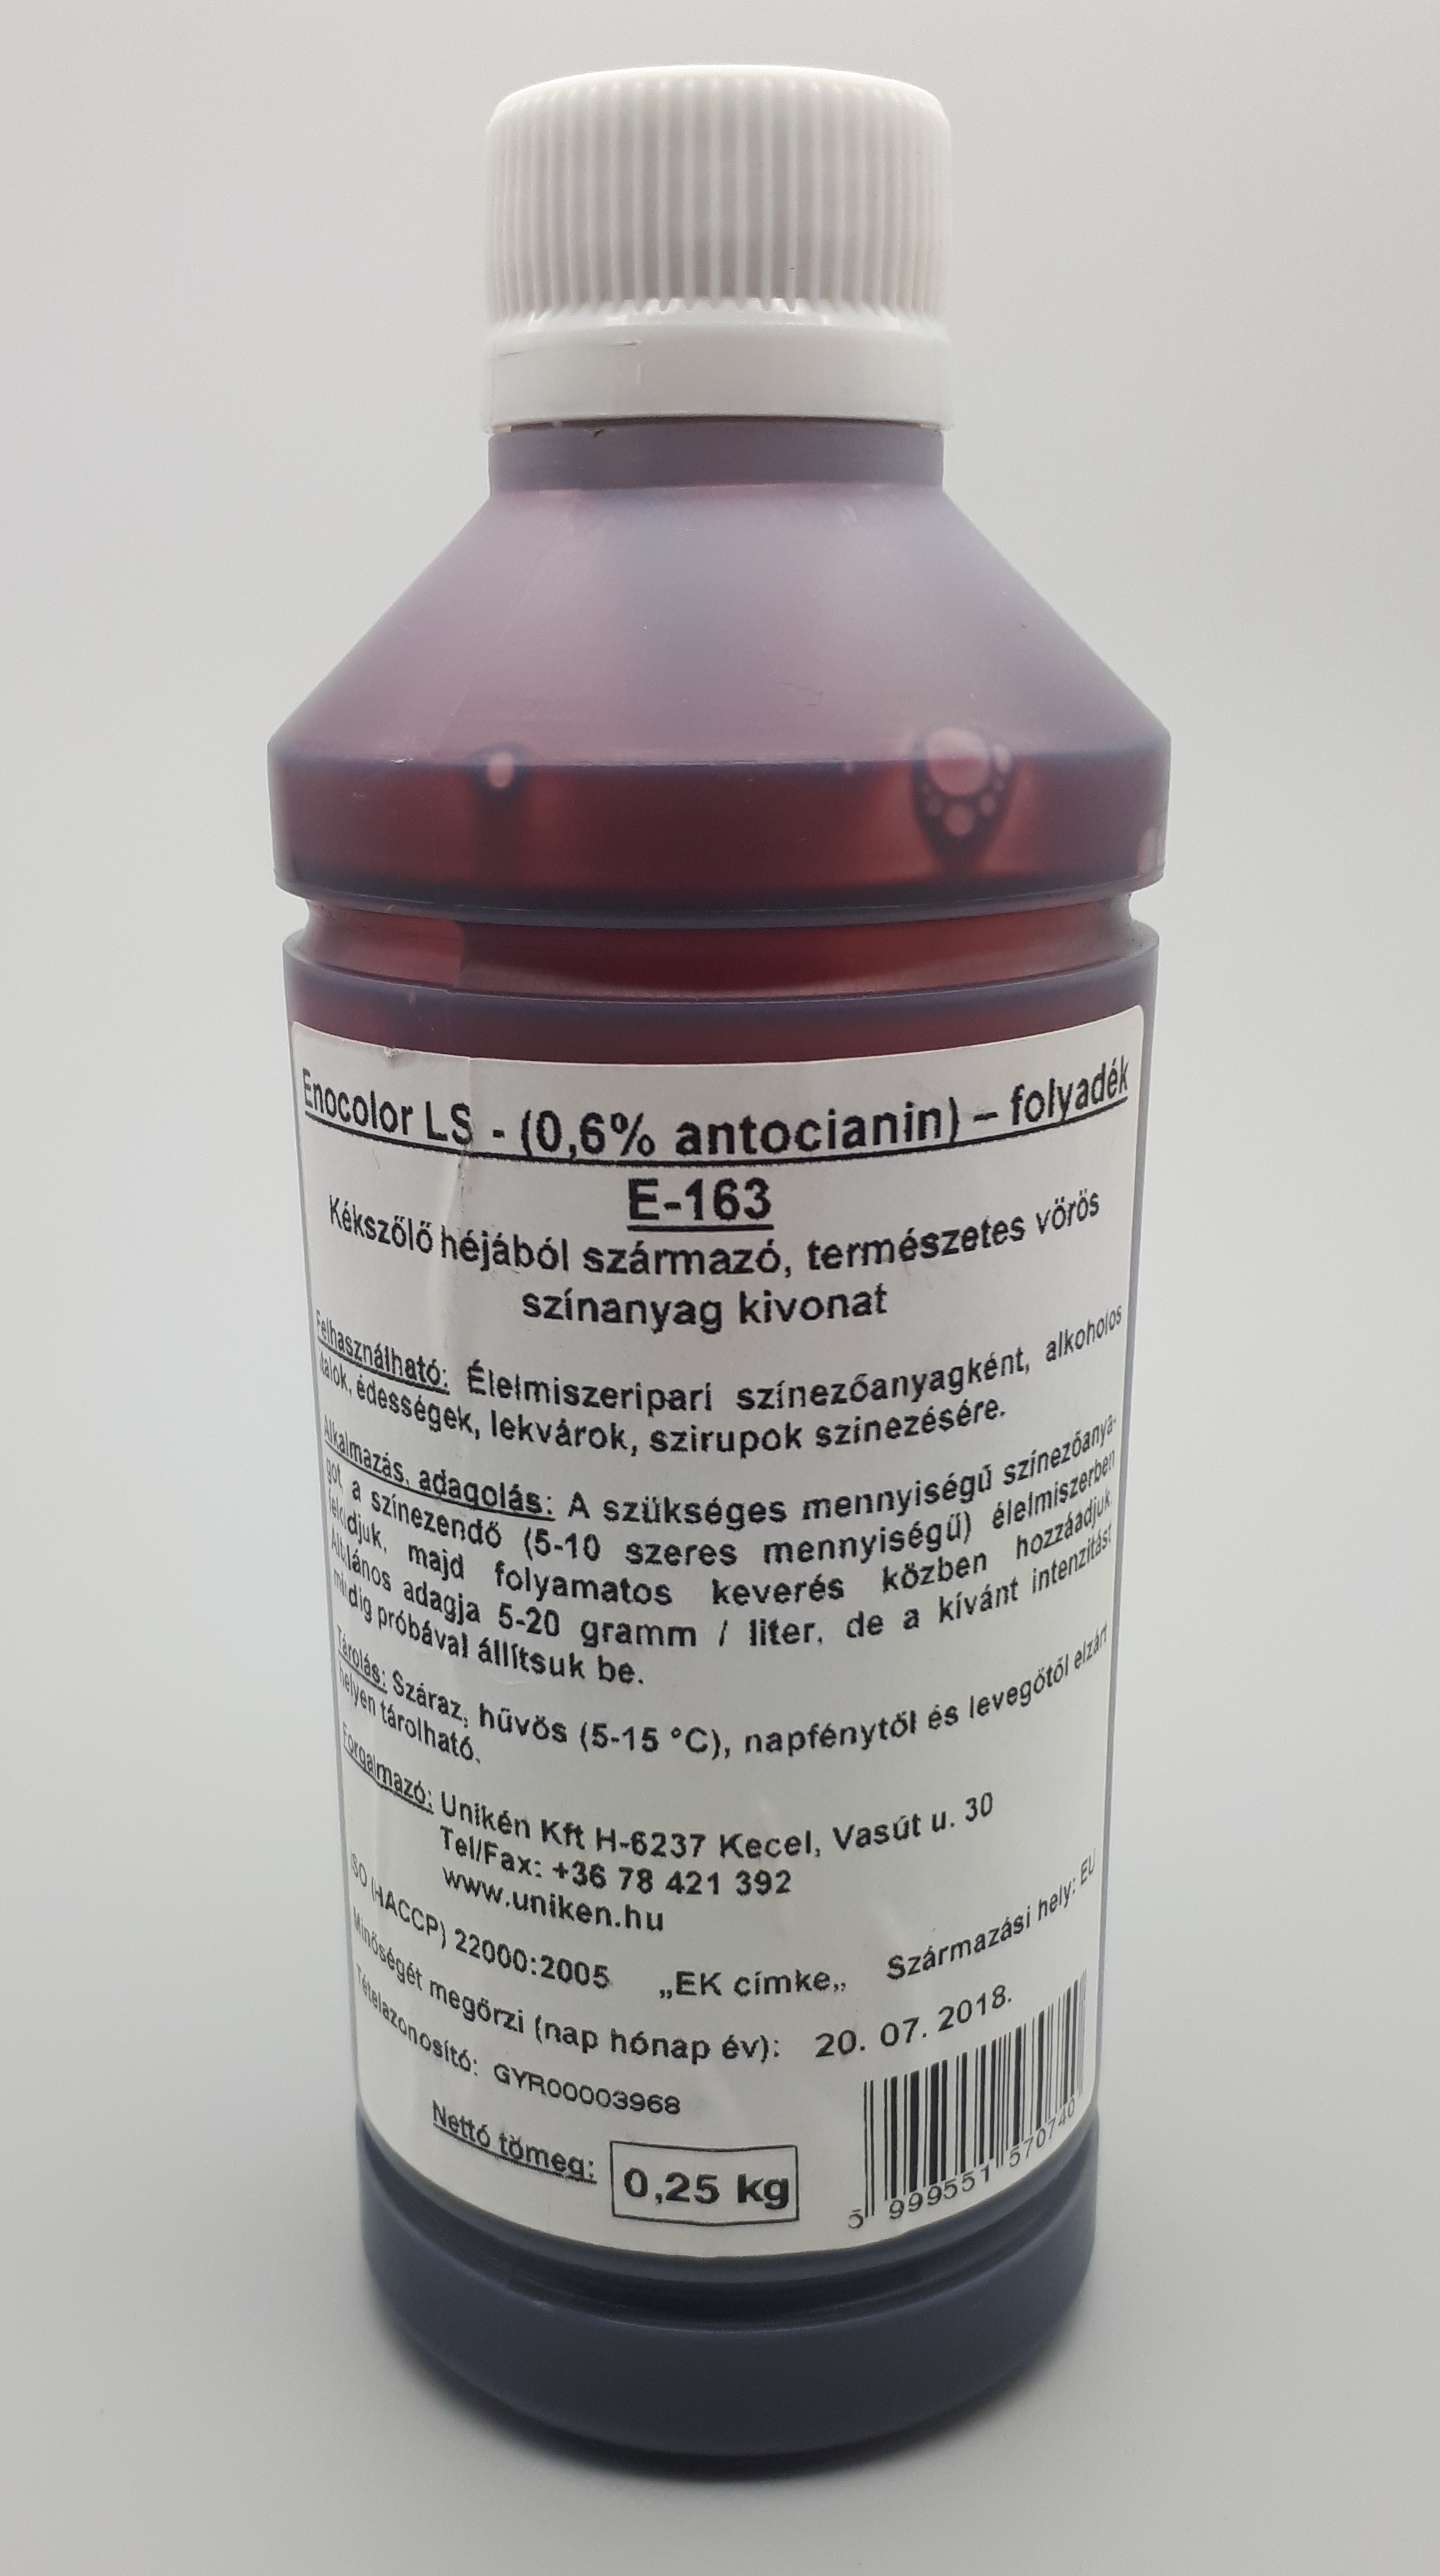 Enocolor LS - (0,6% antocianin) – folyadék
E-163
Kékszőlő héjából származó, természetes vörös
színanyag kivonat
Felhasználható: Élelmiszeripari színezőanyagként, alkoholos
italok, édességek, lekvárok, szirupok színezésére.
Alkalmazás, adagolás: A szükséges mennyiségű színezőanya-
got a színezendő (5-10 szeres mennyiségű) élelmiszerben
feloldjuk, majd folyamatos keverés közben hozzáadjuk.
Általános adagja 5-20 gramm / liter, de a kívánt intenzitást
mindig próbával állítsuk be.
Tárolás: Száraz, hűvös (5-15 °C), napfénytől és levegőtől elzárt
helyen tárolható.
Forgalmazó: Unikén Kft H-6237 Kecel, Vasút u. 30
Tel/Fax: +36 78 421 392
www.uniken.hu
ISO (HACCP) 22000:2005 „EK címke„ Származási hely: EU
Minőségét megőrzi (nap hónap év): 20. 07. 2018.
Tételazonosító: GYR00003968
Nettó tömeg: 0,25 kg
5 999551 570740